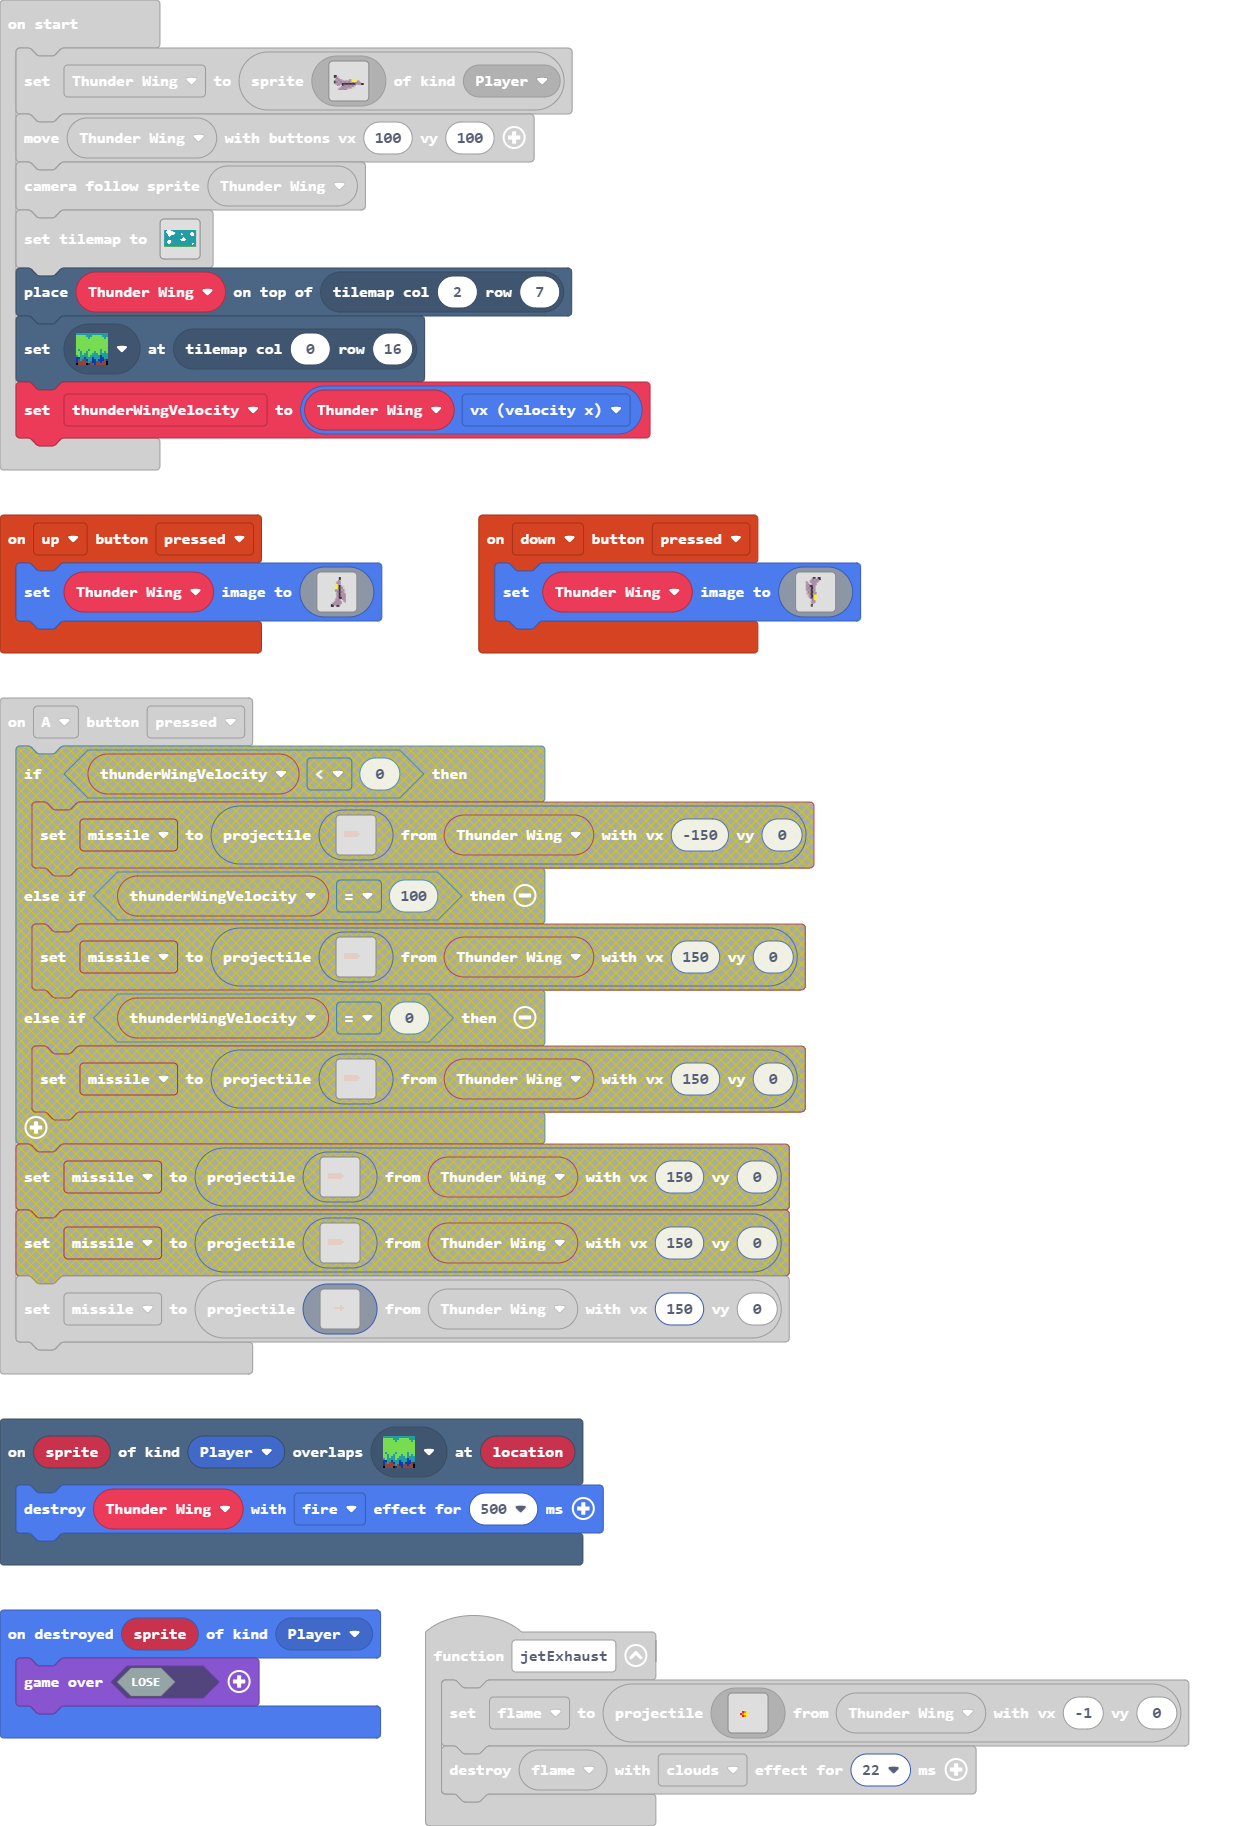 on start
set Thunder Wing to sprite of kind Player
move Thunder Wing with buttons vx 100 vy 100
camera follow sprite Thunder Wing
set tilemap to
place Thunder Wing on top of tilemap col 2 row 7
set at tilemap col 0 row 16
set thunderWingVelocity to Thunder Wing vx (velocity x)
on up button pressed
set Thunder Wing image to
on down button pressed
set Thunder Wing image to
on A button pressed
if thunderWingVelocity < 0 then
set missile to projectile from Thunder Wing with vx -150 vy 0
else if thunderWingVelocity = 100 then
set missile to projectile from Thunder Wing with vx 150 vy 0
else if thunderWingVelocity = 0 then
set missile to projectile from Thunder Wing with vx 150 vy 0
set missile to projectile from Thunder Wing with vx 150 vy 0
set missile to projectile from Thunder Wing with vx 150 vy 0
set missile to projectile from Thunder Wing with vx 150 vy 0
on sprite of kind Player overlaps at location
destroy Thunder Wing with fire effect for 500 ms
on destroyed sprite of kind Player
game over LOSE
function jetExhaust
set flame to projectile from Thunder Wing with vx -1 vy 0
destroy flame with clouds effect for 22 ms